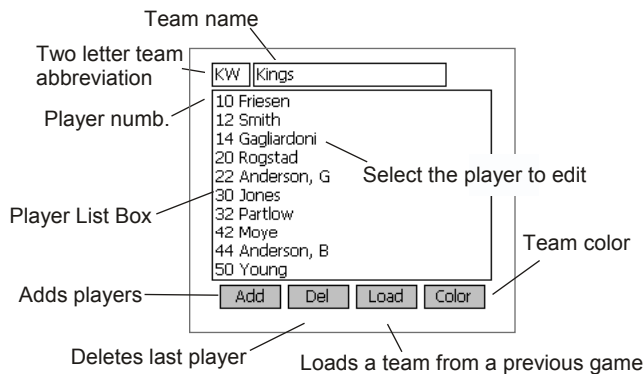 Team name
Two letter team
abbreviation
KW Kings
Player numb.
10 Friesen
12 Smith
14 Gagliardoni
20 Rogstad
22 Anderson, G
Select the player to edit
30 Jones
Player List Box
32 Partlow
42 Moye
44 Anderson, B
50 Young
Team color
Adds players
Add Del Load Color
Deletes last player
Loads a team from a previous game